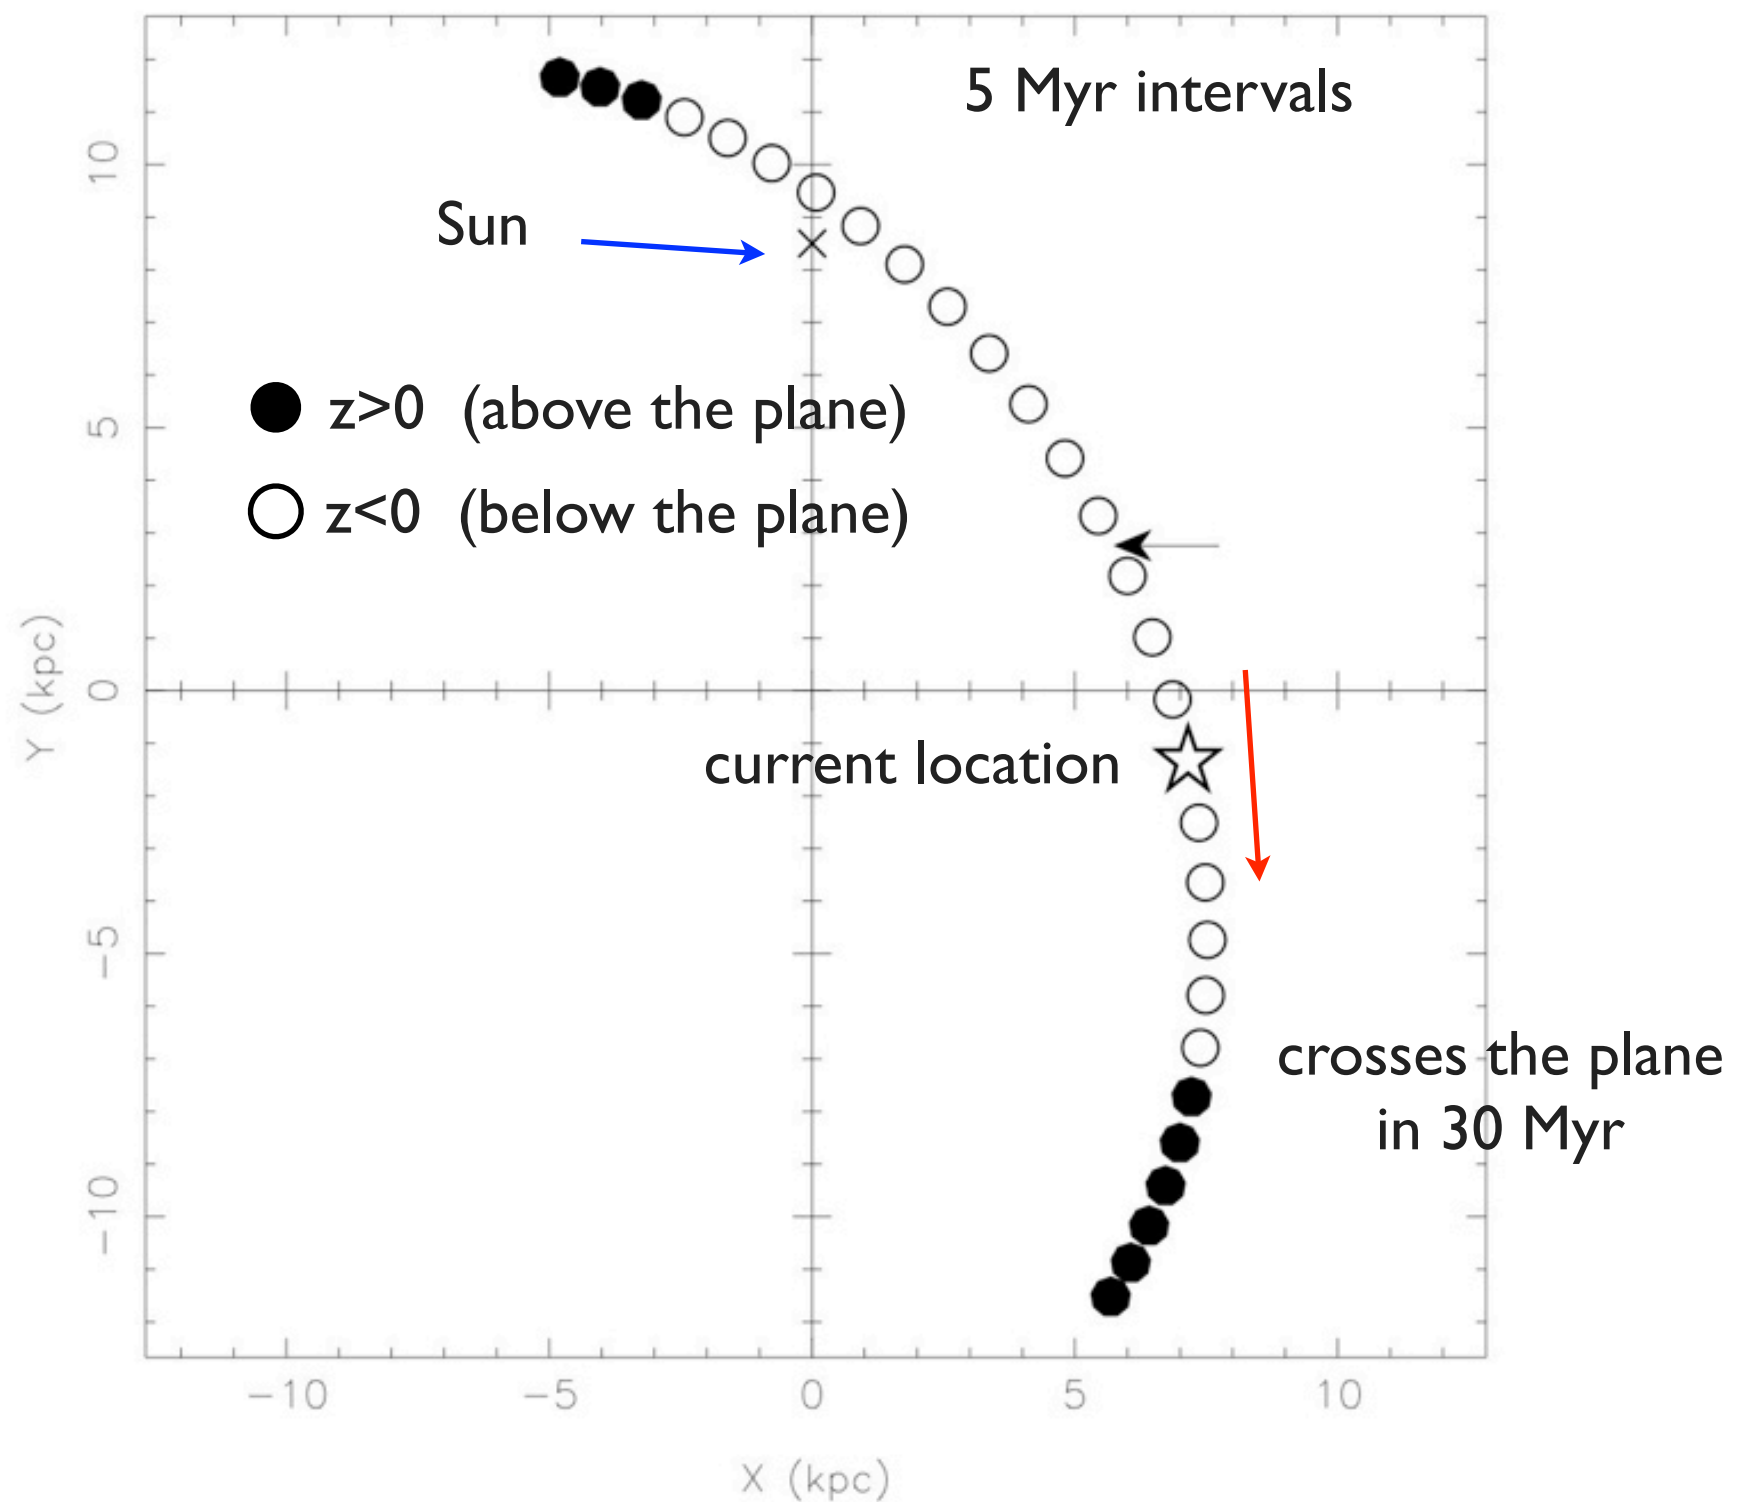 5 Myr intervals
Sun
z>0 (above the plane)
z<0 (below the plane)
current location
crosses the plane
in 30 Myr
10
5
0
−5
−10
Y (kpc)
−10
−5
0
5
10
X (kpc)